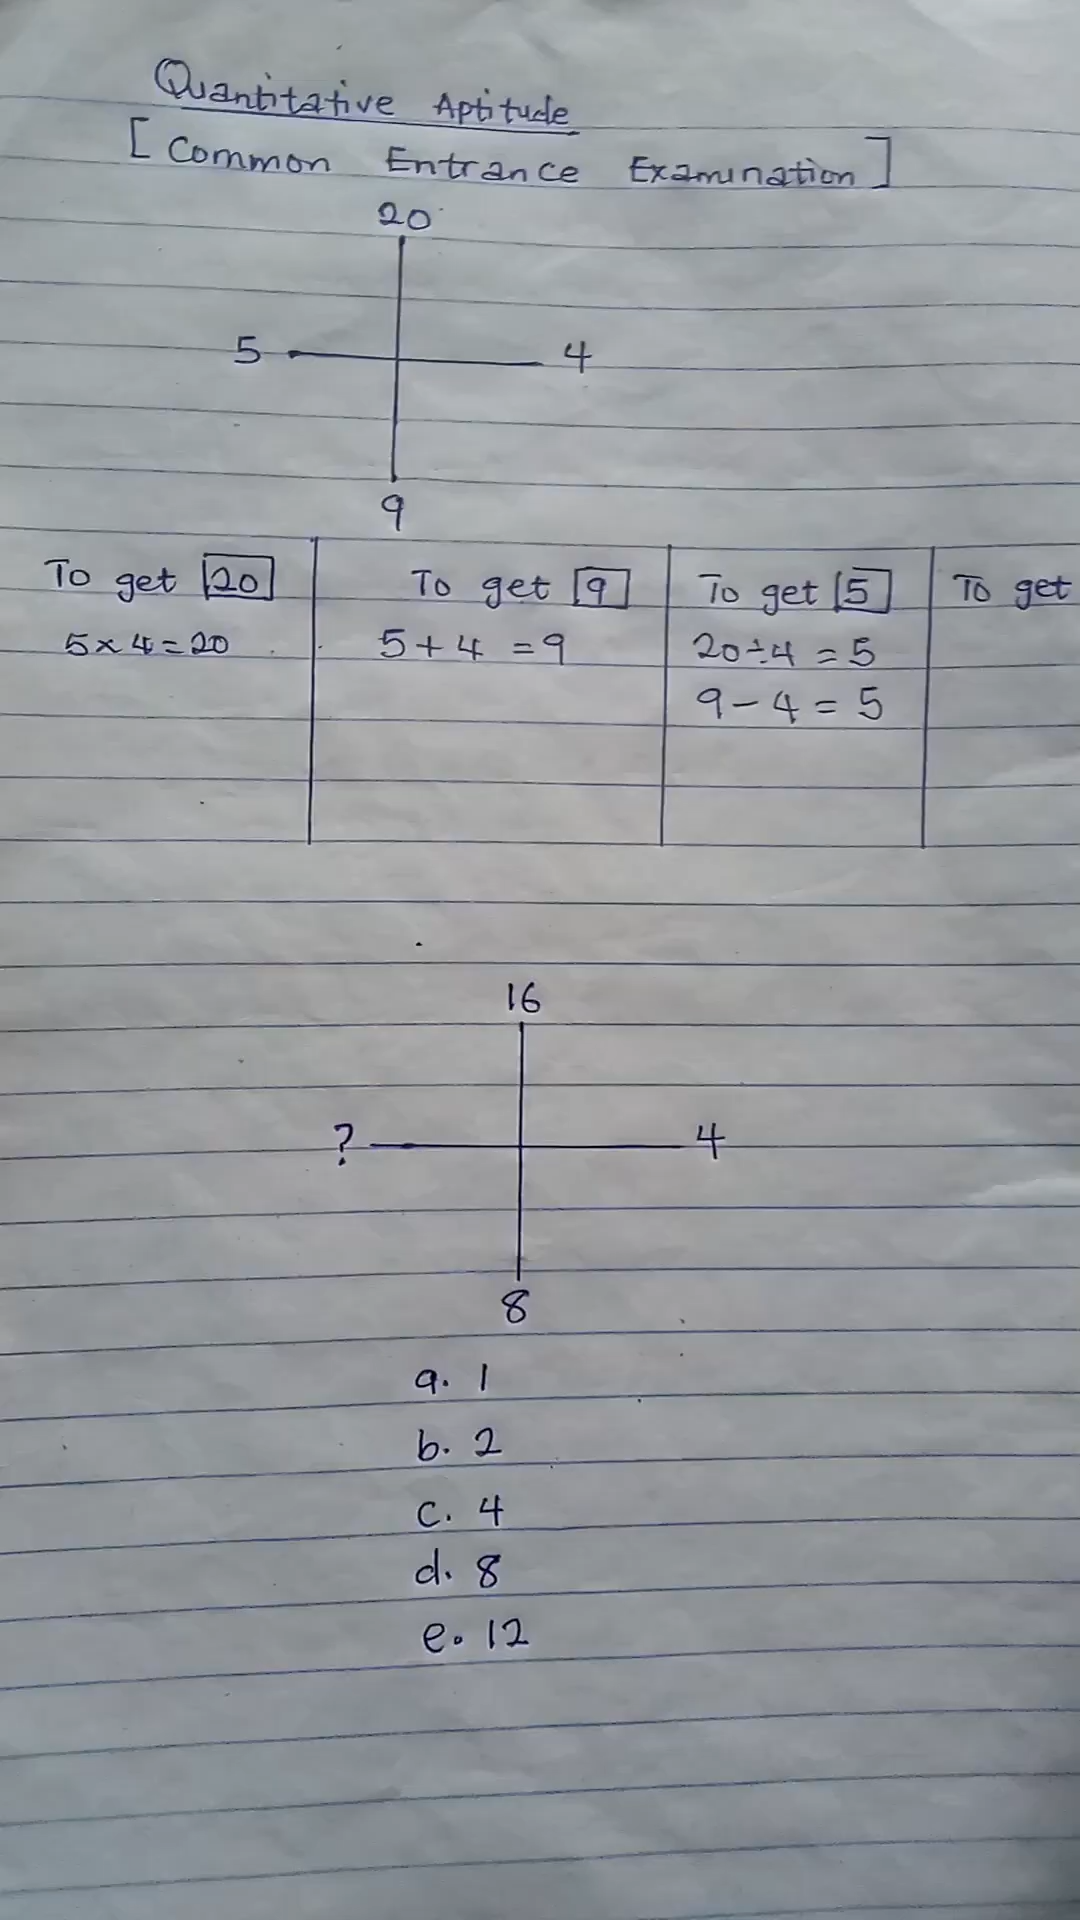 Quantitative Aptitude
[Common Entrance Examination]
20
5 4
9
To get 20 To get 9 To get 5 To get
5 x 4 = 20 5 + 4 = 9 20 ÷ 4 = 5
9 - 4 = 5
16
? 4
8
a. 1
b. 2
c. 4
d. 8
e. 12